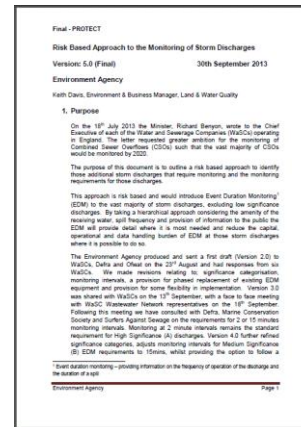 Final - PROTECT
Risk Based Approach to the Monitoring of Storm Discharges
Version: 5.0 (Final) 30th September 2013
Environment Agency
Keith Davis, Environment & Business Manager, Land & Water Quality
1. Purpose
On the 18th July 2013 the Minister, Richard Benyon, wrote to the Chief
Executive of each of the Water and Sewerage Companies (WaSCs) operating
in England. The letter requested greater ambition for the monitoring of
Combined Sewer Overflows (CSOs) such that the vast majority of CSOs
would be monitored by 2020.
The purpose of this document is to outline a risk based approach to identify
those additional storm discharges that require monitoring and the monitoring
requirements for those discharges.
This approach is risk based and would introduce Event Duration Monitoring1
(EDM) to the vast majority of storm discharges, excluding low significance
discharges. By taking a hierarchical approach considering the amenity of the
receiving water, spill frequency and provision of information to the public the
EDM will provide detail where it is most needed and reduce the capital,
operational and data handling burden of EDM at those storm discharges
where it is possible to do so.
The Environment Agency produced and sent a first draft (Version 2.0) to
WaSCs, Defra and Ofwat on the 23rd August and had responses from six
WaSCs. We made revisions relating to; significance categorisation,
monitoring intervals, a provision for phased replacement of existing EDM
equipment and provision for some flexibility in implementation. Version 3.0
was shared with WaSCs on the 13th September, with a face to face meeting
with WaSC Wastewater Network representatives on the 16th September.
Following this meeting we have consulted with Defra, Marine Conservation
Society and Surfers Against Sewage on the requirements for 2 or 15 minutes
monitoring intervals. Monitoring at 2 minute intervals remains the standard
requirement for High Significance (A) discharges. Version 4.0 further refined
significance categories, adjusts monitoring intervals for Medium Significance
(B) EDM requirements to 15mins, whilst providing the option to follow a
1 Event duration monitoring – providing information on the frequency of operation of the discharge and
the duration of a spill
Environment Agency Page 1